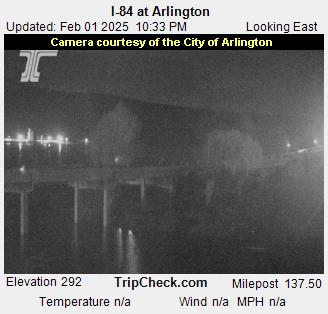 I-84 at Arlington
Updated: Feb 01 2025 10:33 PM Looking East
Camera courtesy of the City of Arlington
Elevation 292 TripCheck.com Milepost 137.50
Temperature n/a Wind n/a MPH n/a